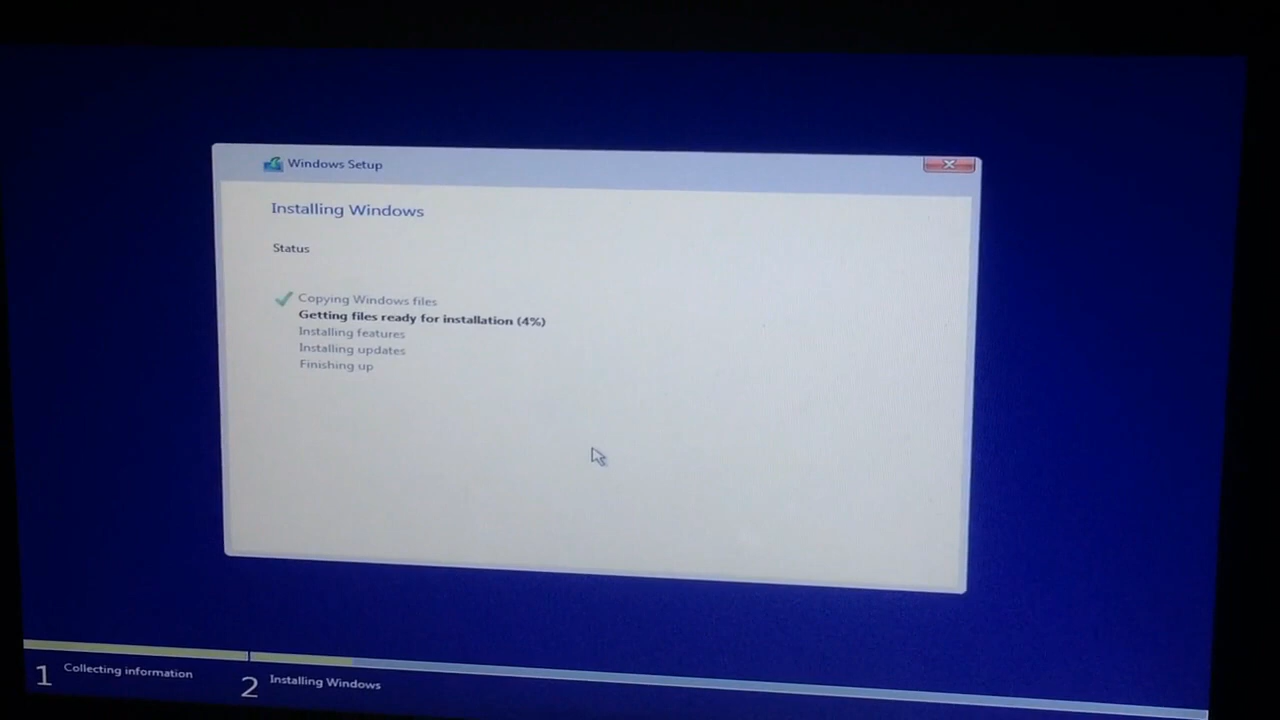 Windows Setup
Installing Windows
Status
Copying Windows files
Getting files ready for installation (4%)
Installing features
Installing updates
Finishing up
1 Collecting information
2 Installing Windows